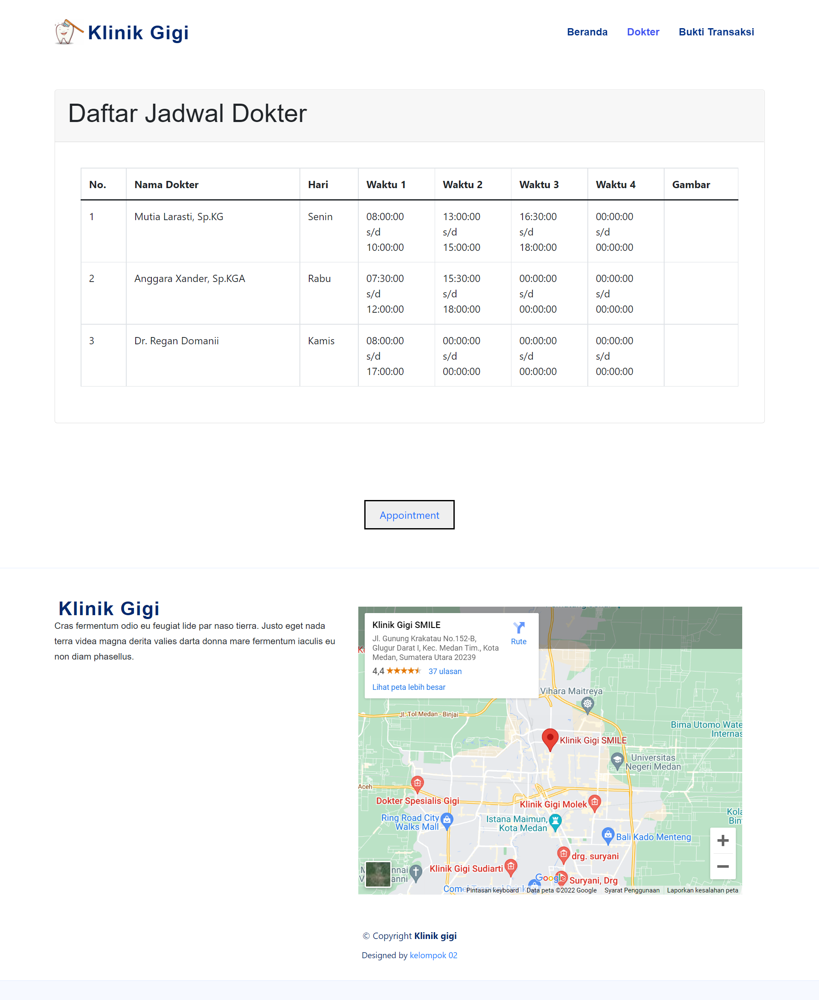 Klinik Gigi
Beranda
Dokter
Bukti Transaksi
Daftar Jadwal Dokter
No. Nama Dokter Hari Waktu 1 Waktu 2 Waktu 3 Waktu 4 Gambar
1 Mutia Larasti, Sp.KG Senin 08:00:00 13:00:00 16:30:00 00:00:00
s/d s/d s/d s/d
10:00:00 15:00:00 18:00:00 00:00:00
2 Anggara Xander, Sp.KGA Rabu 07:30:00 15:30:00 00:00:00 00:00:00
s/d s/d s/d s/d
12:00:00 18:00:00 00:00:00 00:00:00
3 Dr. Regan Domanii Kamis 08:00:00 00:00:00 00:00:00 00:00:00
s/d s/d s/d s/d
17:00:00 00:00:00 00:00:00 00:00:00
Appointment
Klinik Gigi
Cras fermentum odio eu feugiat lide par naso tierra. Justo eget nada
terra videa magna derita valies darta donna mare fermentum iaculis eu
non diam phasellus.
Klinik Gigi SMILE
Jl. Gunung Krakatau No.152-B,
Glugur Darat I, Kec. Medan Tim., Kota
Medan, Sumatera Utara 20239
Rute
4,4
37 ulasan
Lihat peta lebih besar
Vihara Maitreya
Jl. Tol Medan - Binjai
Bima Utomo Wate
Internas
Klinik Gigi SMILE
Universitas
Negeri Medan
Aceh
Dokter Spesialis Gigi
Klinik Gigi Molek
Ring Road City
Walks Mall
Istana Maimun,
Kota Medan
Kola
Bin
Bali Kado Menteng
drg. suryani
Klinik Gigi Sudiarti
nnai
anni
Google
Suryani, Drg
Pintasan keyboard
Data peta ©2022 Google
Syarat Penggunaan
Laporkan kesalahan peta
© Copyright Klinik gigi
Designed by kelompok 02